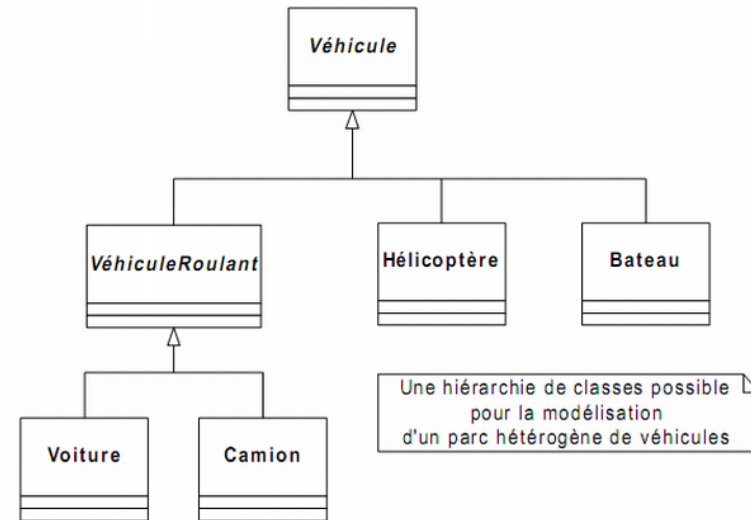 Véhicule
VéhiculeRoulant
Hélicoptère
Bateau
Une hiérarchie de classes possible
pour la modélisation
d'un parc hétérogène de véhicules
Voiture
Camion